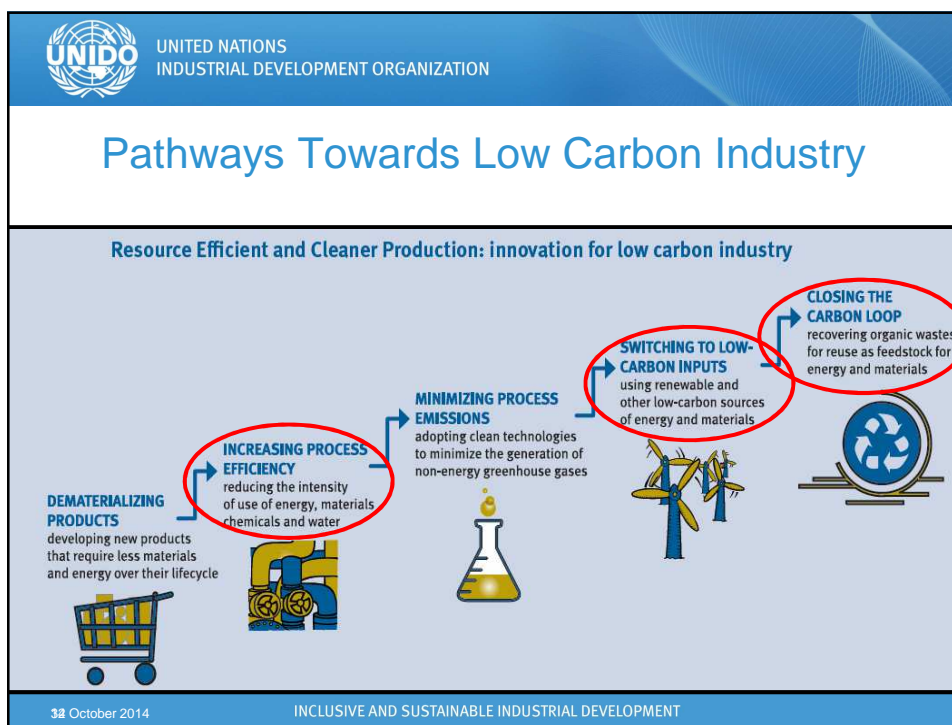 UNIDO
UNITED NATIONS
INDUSTRIAL DEVELOPMENT ORGANIZATION
Pathways Towards Low Carbon Industry
Resource Efficient and Cleaner Production: innovation for low carbon industry
DEMATERIALIZING
PRODUCTS
developing new products
that require less materials
and energy over their lifecycle
INCREASING PROCESS
EFFICIENCY
reducing the intensity
of use of energy, materials
chemicals and water
MINIMIZING PROCESS
EMISSIONS
adopting clean technologies
to minimize the generation of
non-energy greenhouse gases
SWITCHING TO LOW-
CARBON INPUTS
using renewable and
other low-carbon sources
of energy and materials
CLOSING THE
CARBON LOOP
recovering organic wastes
for reuse as feedstock for
energy and materials
October 2014
INCLUSIVE AND SUSTAINABLE INDUSTRIAL DEVELOPMENT